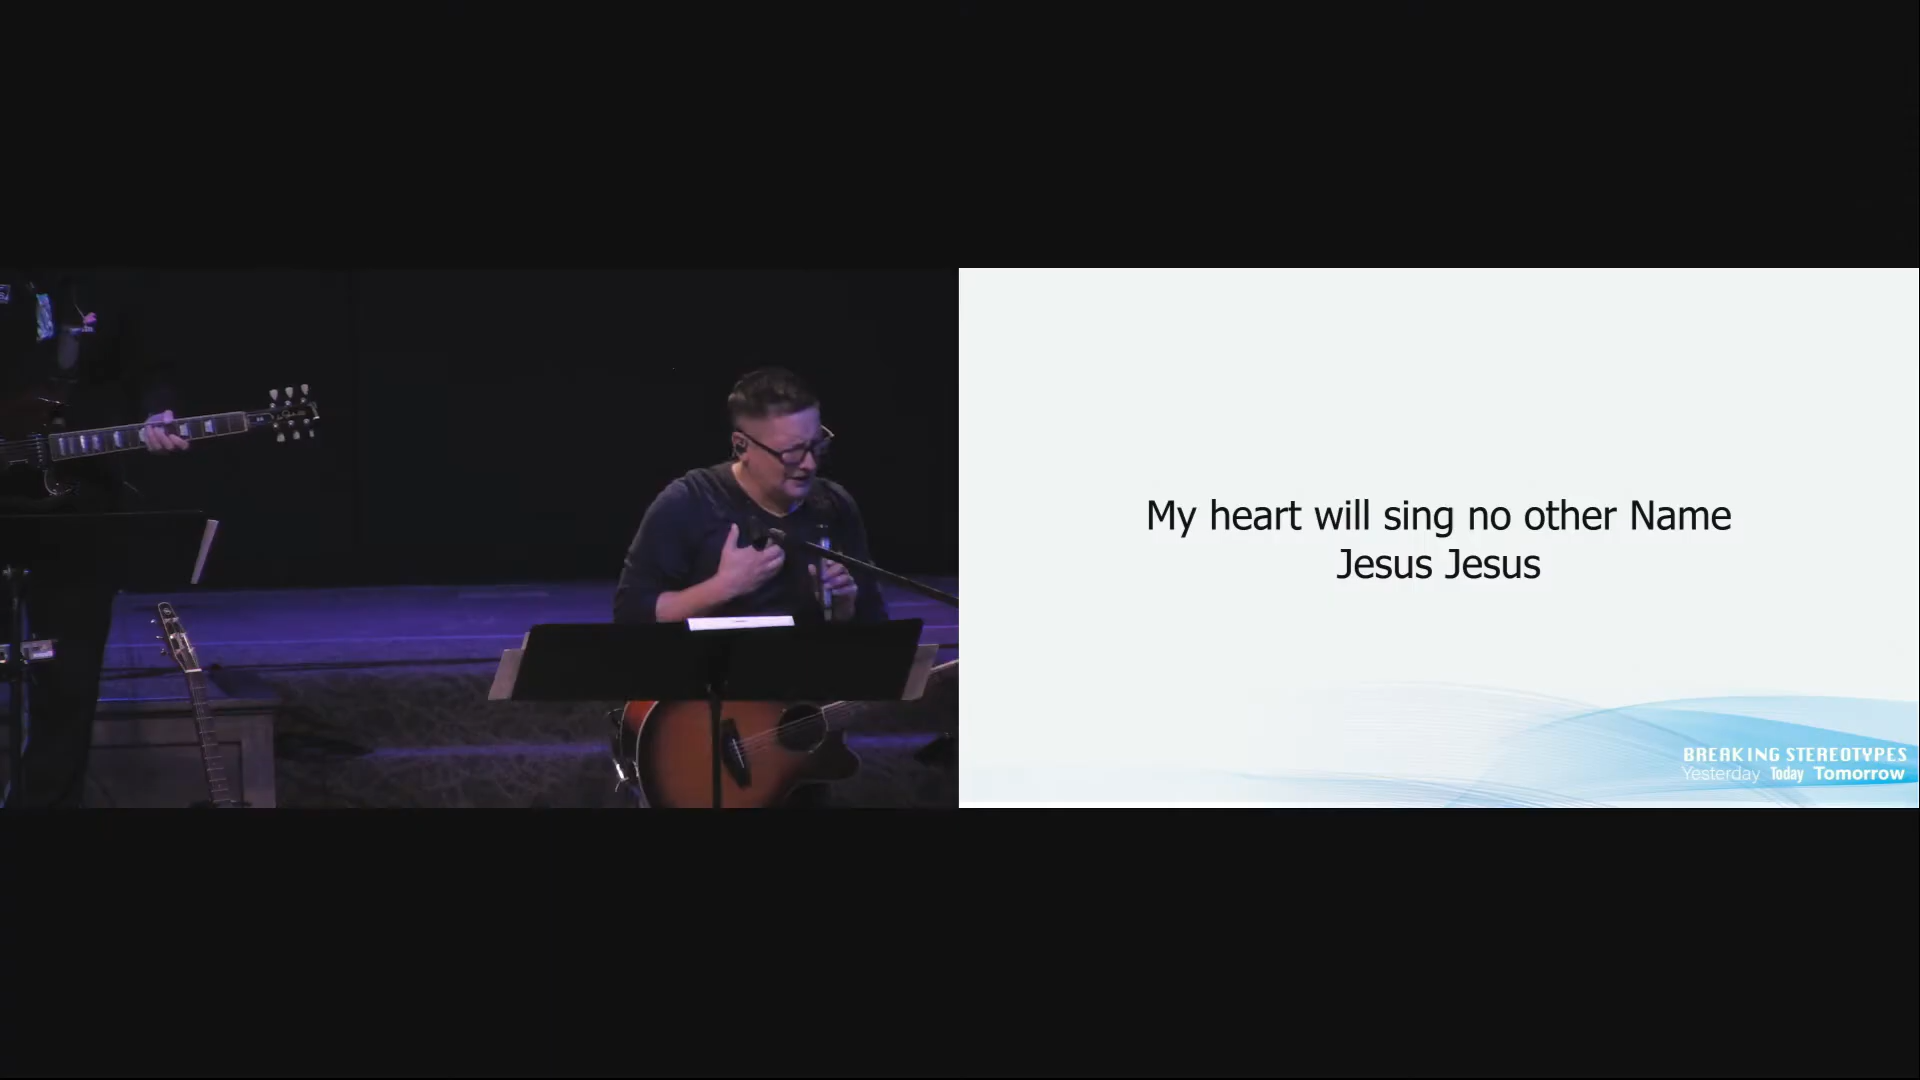 My heart will sing no other Name
Jesus Jesus
BREAKING STEREOTYPES
Yesterday Today Tomorrow